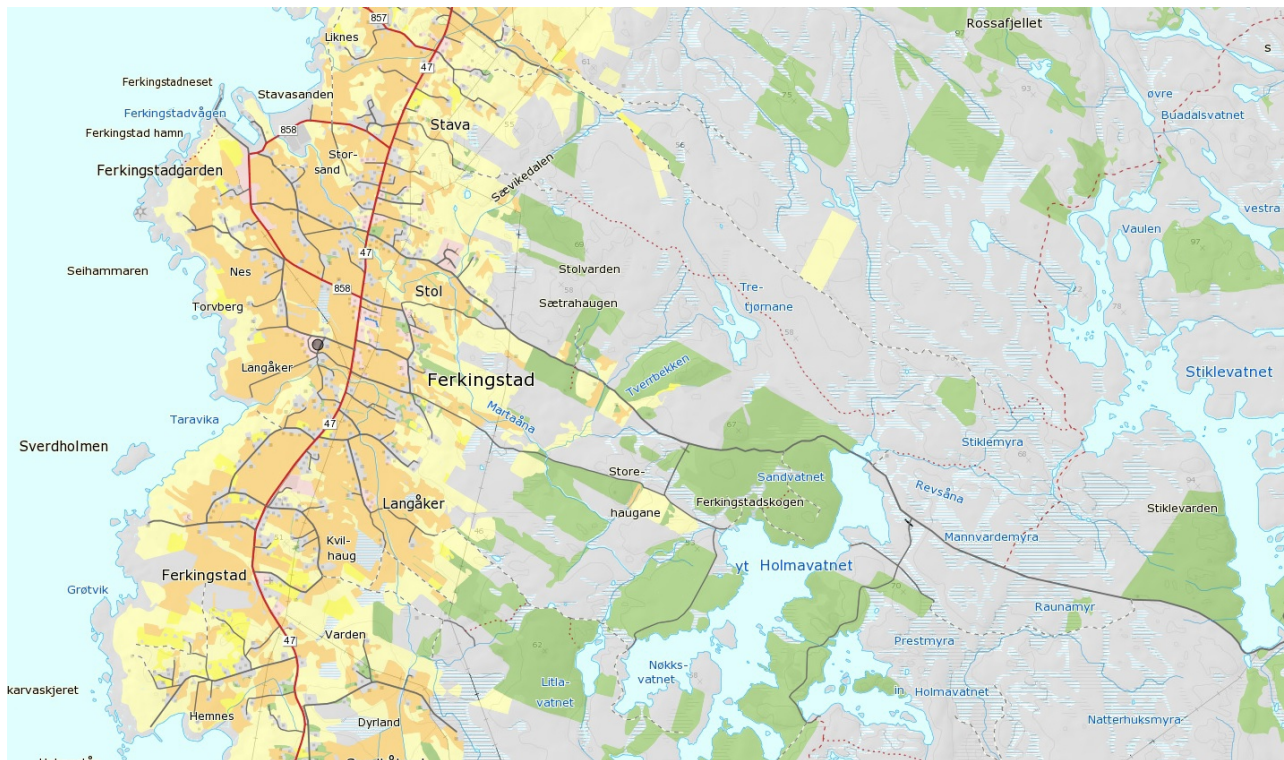 857
Rossafjellet
Liknes
s
47
Ferkingstadneset
Stavasanden
øvre
Ferkingstadvågen
Buadalsvatnet
Stava
Ferkingstad hamn
858
Stor-
sand
Ferkingstadgarden
Sævikedalen
vestra
Vaulen
47
Seihammaren
Nes
Stolvarden
858
Stol
Tre-
tjørnane
Torvberg
Sætrahaugen
Langåker
Tverrbekken
Stiklevatnet
Ferkingstad
Martaåna
Taravika
47
Sverdholmen
Stiklemyra
Store-
haugane
Sandvatnet
Revsåna
Langåker
Ferkingstadskogen
Stiklevarden
Kvil-
haug
Mannvardemyra
yt Holmavatnet
Ferkingstad
Grøtvik
Raunamyr
47
Varden
Prestmyra
Nøkks-
vatnet
karvaskjeret
Litla-
vatnet
in Holmavatnet
Hemnes
Dyrland
Natterhuksmyra